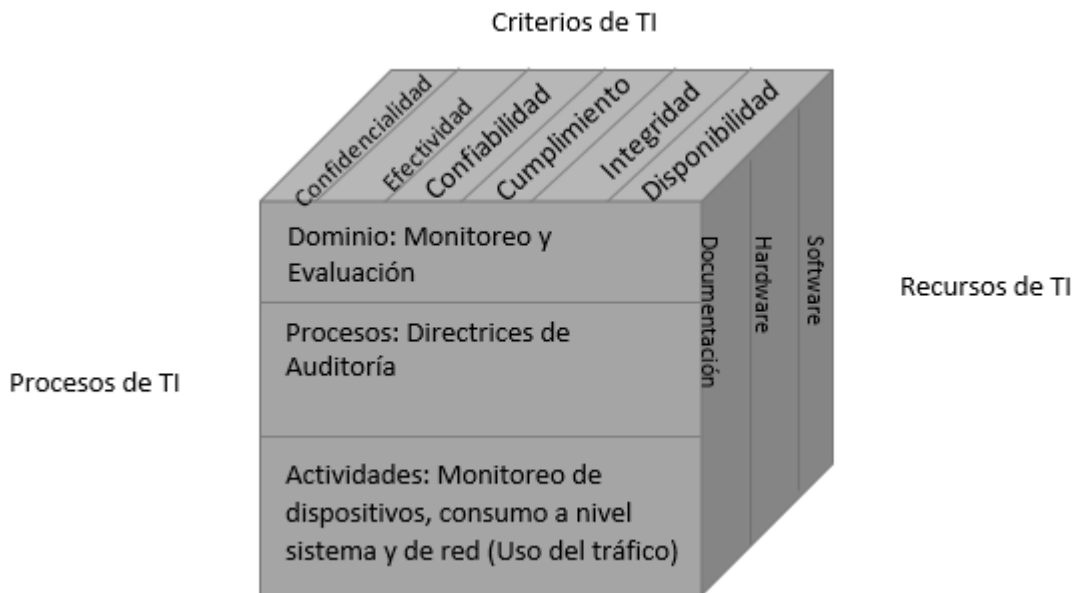 Criterios de TI
Confidencialidad
Efectividad
Confiabilidad
Cumplimiento
Integridad
Disponibilidad
Dominio: Monitoreo y
Evaluación
Procesos: Directrices de
Auditoría
Actividades: Monitoreo de
dispositivos, consumo a nivel
sistema y de red (Uso del tráfico)
Documentación
Hardware
Software
Recursos de TI
Procesos de TI